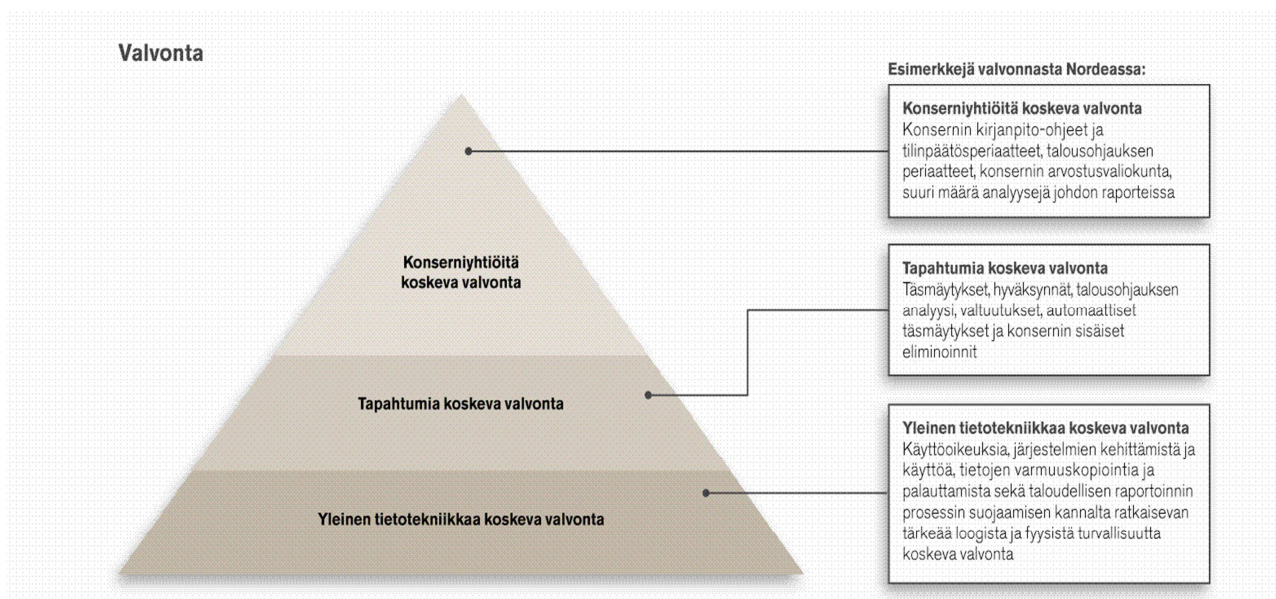 Valvonta
Konserniyhtiöitä
koskeva valvonta
Tapahtumia koskeva valvonta
Yleinen tietotekniikkaa koskeva valvonta
Esimerkkejä valvonnasta Nordeassa:
Konserniyhtiöitä koskeva valvonta
Konsernin kirjanpito-ohjeet ja
tilinpäätösperiaatteet, talousohjauksen
periaatteet, konsernin arvostusvaliokunta,
suuri määrä analyysejä johdon raporteissa
Tapahtumia koskeva valvonta
Täsmäytykset, hyväksynnät, talousohjauksen
analyysi, valtuutukset, automaattiset
täsmäytykset ja konsernin sisäiset
eliminoinnit
Yleinen tietotekniikkaa koskeva valvonta
Käyttöoikeuksia, järjestelmien kehittämistä ja
käyttöä, tietojen varmuuskopiointia ja
palauttamista sekä taloudellisen raportoinnin
prosessin suojaamisen kannalta ratkaisevan
tärkeää loogista ja fyysistä turvallisuutta
koskeva valvonta